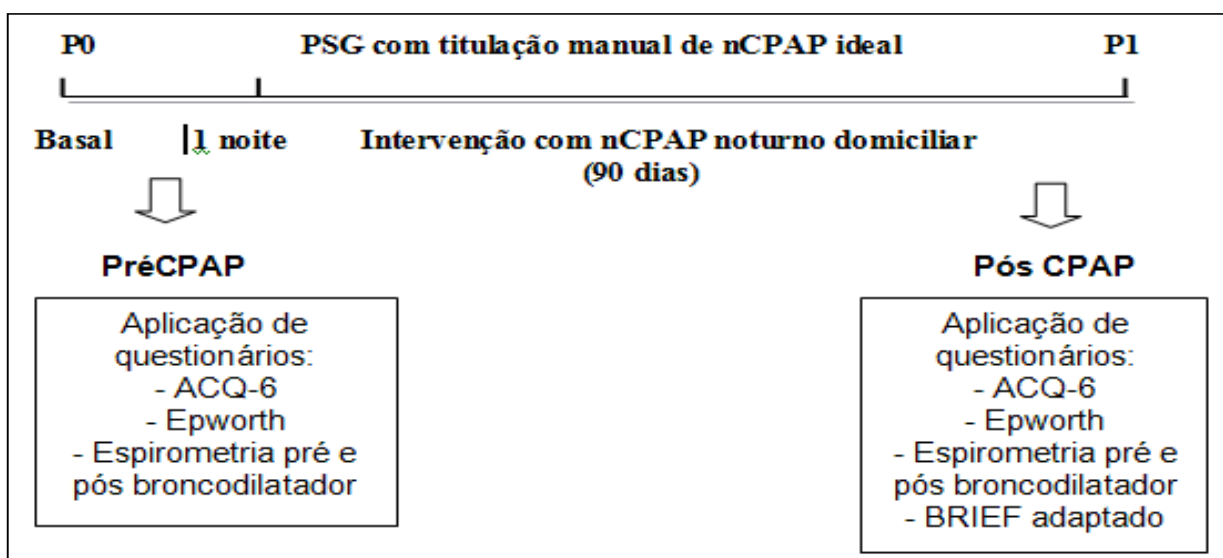 P0 PSG com titulação manual de nCPAP ideal P1
Basal 1 noite Intervenção com nCPAP noturno domiciliar
(90 dias)
PréCPAP
Aplicação de
questionários:
- ACQ-6
- Epworth
- Espirometria pré e
pós broncodilatador
Pós CPAP
Aplicação de
questionários:
- ACQ-6
- Epworth
- Espirometria pré e
pós broncodilatador
- BRIEF adaptado